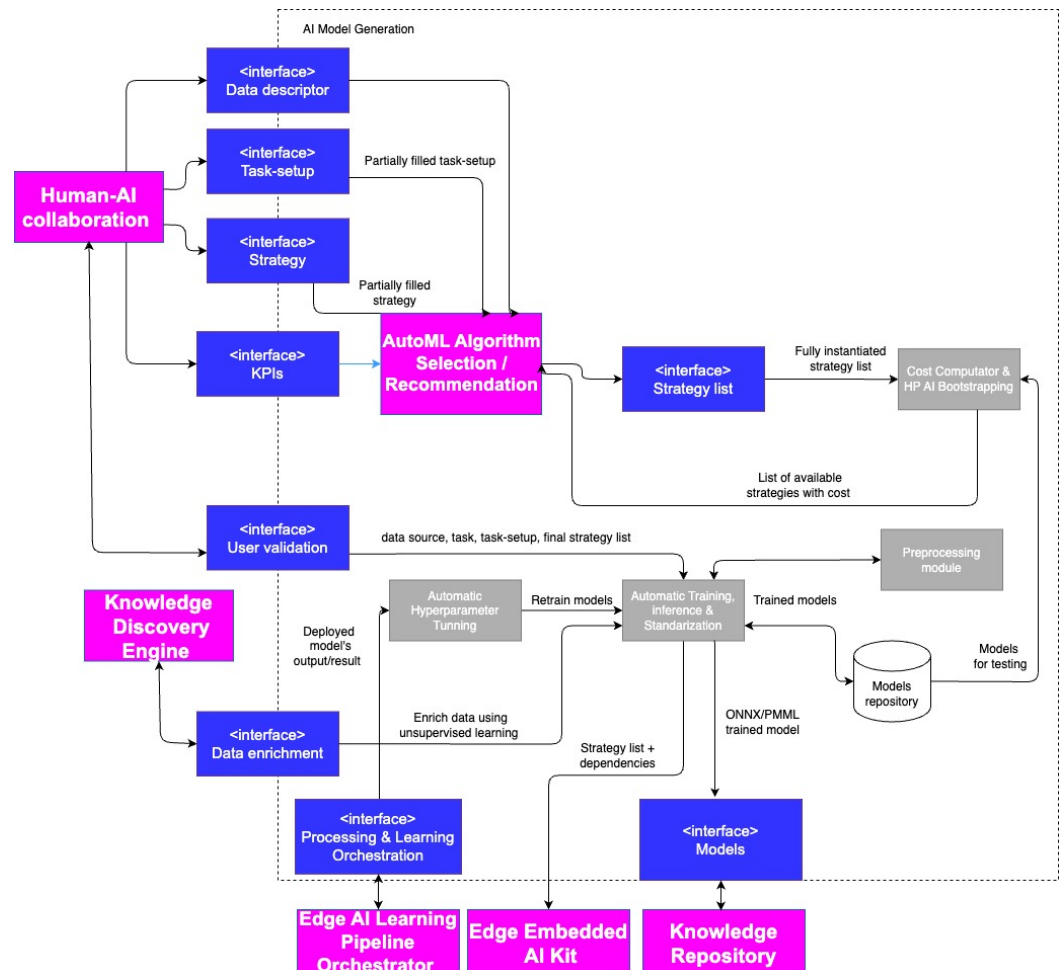 AI Model Generation
<interface>
Data descriptor
<interface>
Task-setup
Partially filled task-setup
Human-AI
collaboration
<interface>
Strategy
Partially filled
strategy
<interface>
KPIs
AutoML Algorithm
Selection /
Recommendation
<interface>
Strategy list
Fully instantiated
strategy list
Cost Computator &
HP AI Bootstrapping
List of available
strategies with cost
<interface>
User validation
data source, task, task-setup, final strategy list
Preprocessing
module
Knowledge
Discovery
Engine
Automatic
Hyperparameter
Tunning
Retrain models
Automatic Training,
inference &
Standarization
Trained models
Deployed
model's
output/result
Models
repository
Models
for testing
<interface>
Data enrichment
Enrich data using
unsupervised learning
Strategy list +
dependencies
ONNX/PMML
trained model
<interface>
Processing & Learning
Orchestration
<interface>
Models
Edge AI Learning
Pipeline
Orchestrator
Edge Embedded
AI Kit
Knowledge
Repository